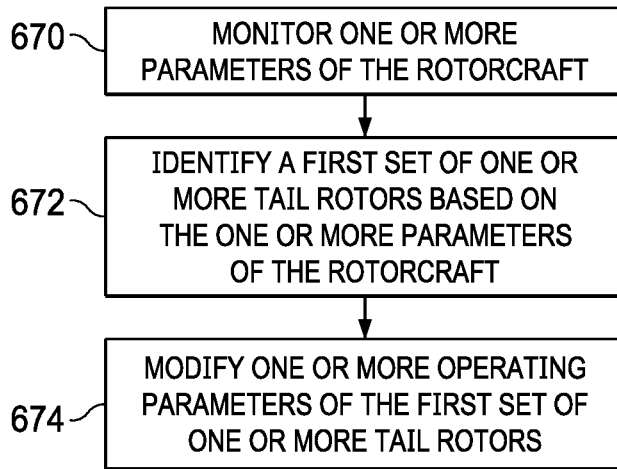 670
MONITOR ONE OR MORE
PARAMETERS OF THE ROTORCRAFT
672
IDENTIFY A FIRST SET OF ONE OR
MORE TAIL ROTORS BASED ON
THE ONE OR MORE PARAMETERS
OF THE ROTORCRAFT
674
MODIFY ONE OR MORE OPERATING
PARAMETERS OF THE FIRST SET OF
ONE OR MORE TAIL ROTORS